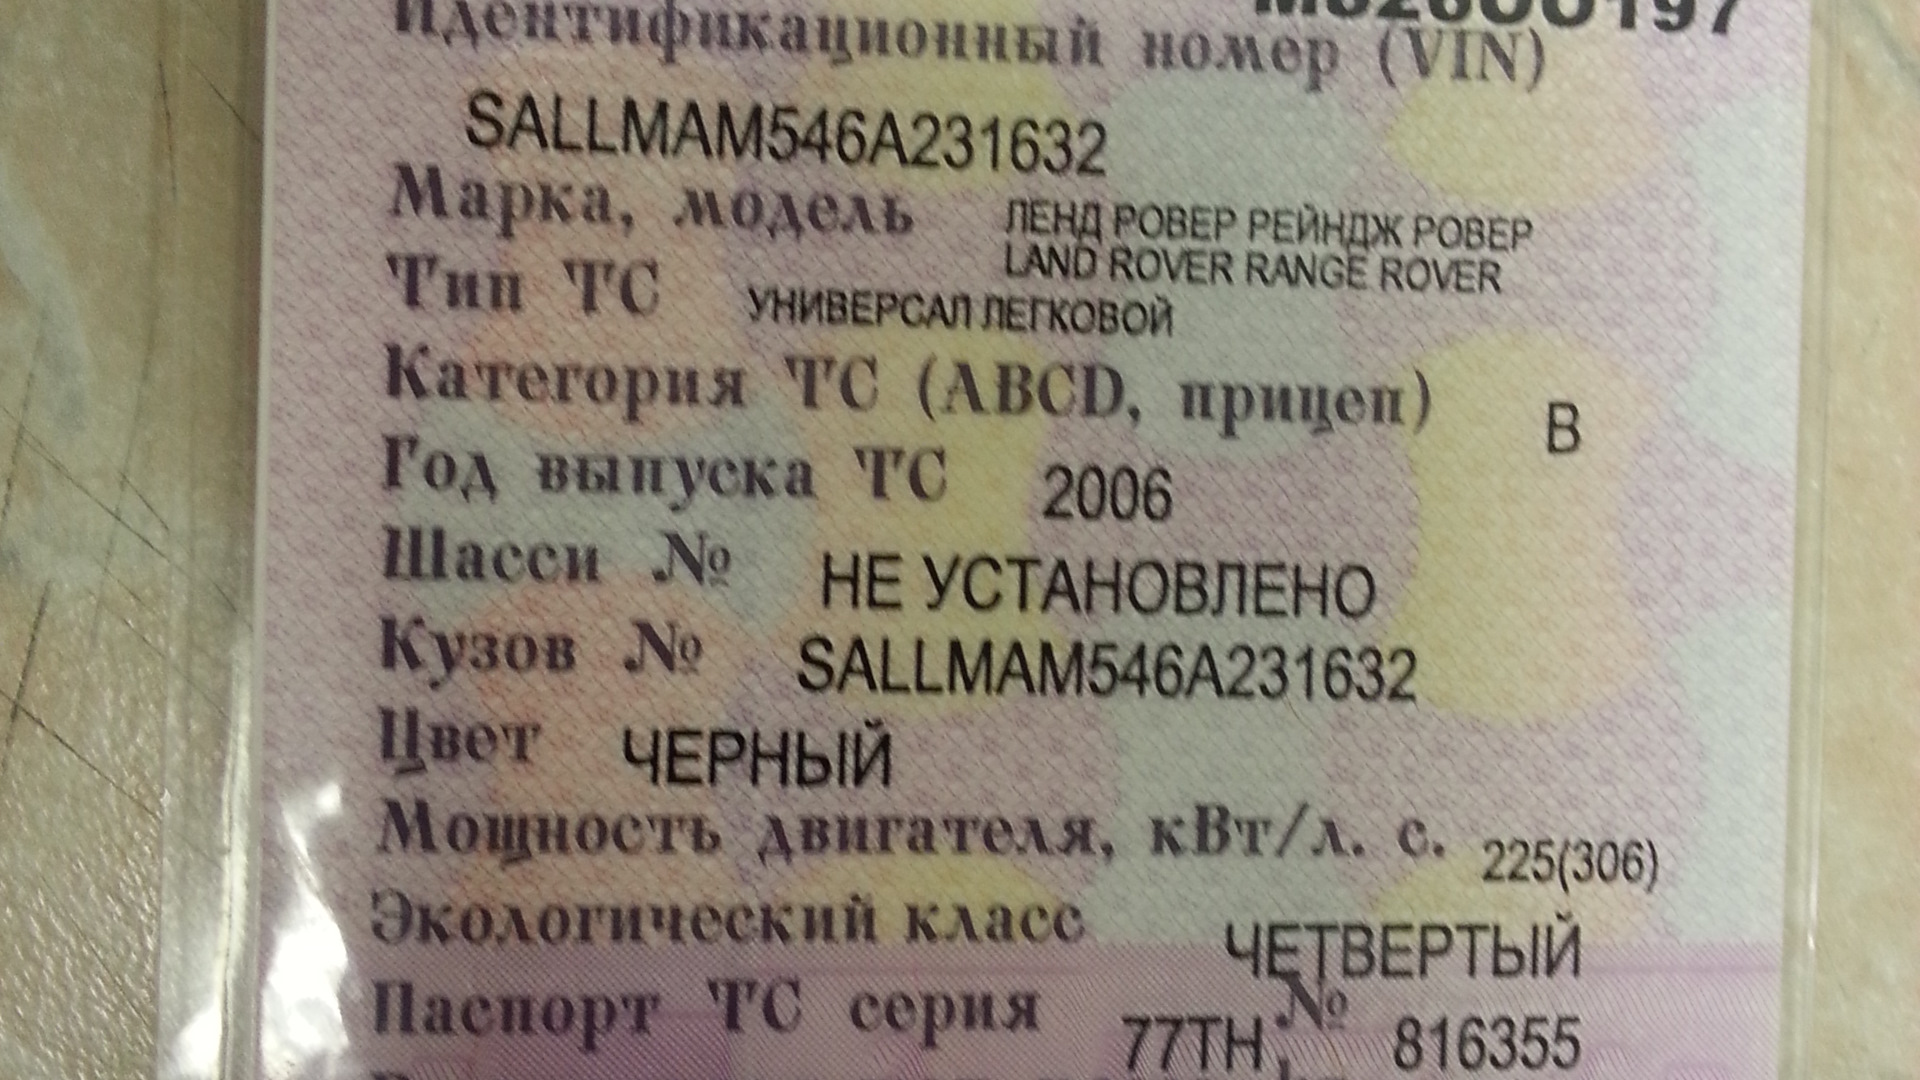 Идентификационный номер (VIN)
SALLMAM546A231632
Марка, модель ЛЕНД РОВЕР РЕЙНДЖ РОВЕР
LAND ROVER RANGE ROVER
Тип ТС УНИВЕРСАЛ ЛЕГКОВОЙ
Категория ТС (ABCD, прицеп) B
Год выпуска ТС 2006
Шасси № НЕ УСТАНОВЛЕНО
Кузов № SALLMAM546A231632
Цвет ЧЕРНЫЙ
Мощность двигателя, кВт/л. с. 225(306)
Экологический класс ЧЕТВЕРТЫЙ
Паспорт ТС серия 77ТН № 816355